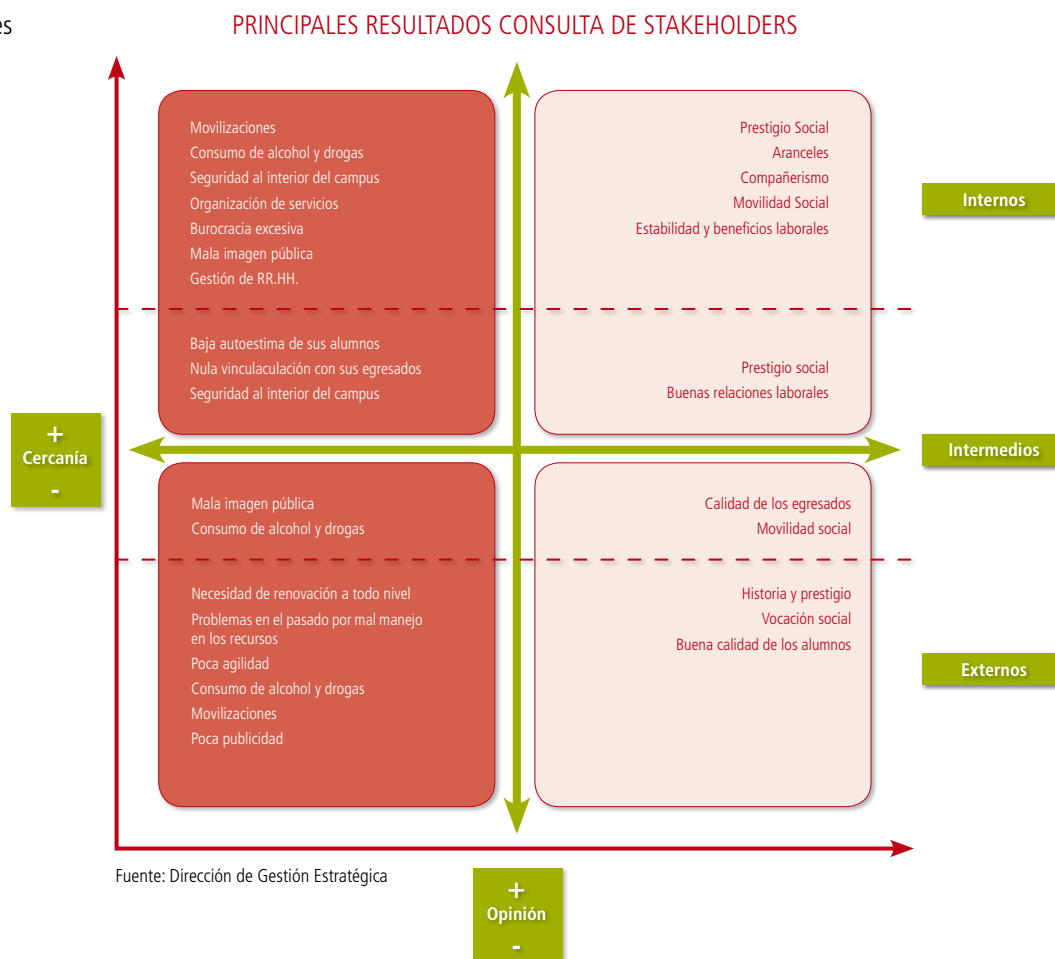 es
PRINCIPALES RESULTADOS CONSULTA DE STAKEHOLDERS
Movilizaciones
Consumo de alcohol y drogas
Seguridad al interior del campus
Organización de servicios
Burocracia excesiva
Mala imagen pública
Gestión de RR.HH.
Prestigio Social
Aranceles
Compañerismo
Movilidad Social
Estabilidad y beneficios laborales
Internos
Baja autoestima de sus alumnos
Nula vinculaculación con sus egresados
Seguridad al interior del campus
Prestigio social
Buenas relaciones laborales
+
Cercanía
-
Intermedios
Mala imagen pública
Consumo de alcohol y drogas
Calidad de los egresados
Movilidad social
Necesidad de renovación a todo nivel
Problemas en el pasado por mal manejo
en los recursos
Poca agilidad
Consumo de alcohol y drogas
Movilizaciones
Poca publicidad
Historia y prestigio
Vocación social
Buena calidad de los alumnos
Externos
Fuente: Dirección de Gestión Estratégica
+
Opinión
-